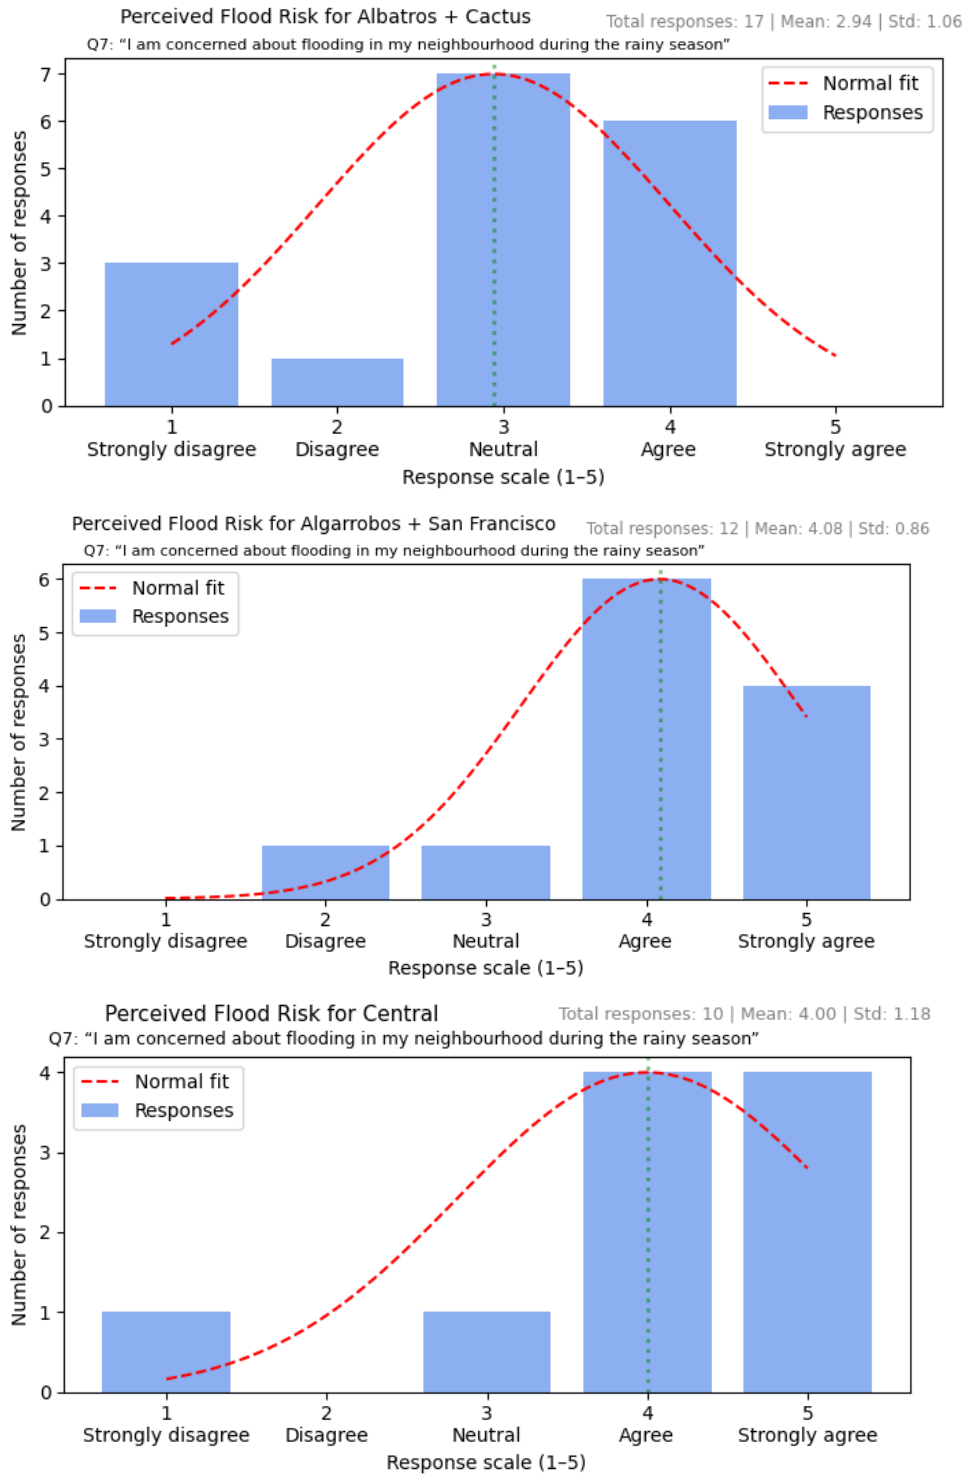 Perceived Flood Risk for Albatros + Cactus
Total responses: 17 | Mean: 2.94 | Std: 1.06
Q7: “I am concerned about flooding in my neighbourhood during the rainy season”
Normal fit
Responses
7
6
5
4
3
2
1
0
Number of responses
1 2 3 4 5
Strongly disagree Disagree Neutral Agree Strongly agree
Response scale (1–5)
Perceived Flood Risk for Algarrobos + San Francisco
Total responses: 12 | Mean: 4.08 | Std: 0.86
Q7: “I am concerned about flooding in my neighbourhood during the rainy season”
Normal fit
Responses
6
5
4
3
2
1
0
Number of responses
1 2 3 4 5
Strongly disagree Disagree Neutral Agree Strongly agree
Response scale (1–5)
Perceived Flood Risk for Central
Total responses: 10 | Mean: 4.00 | Std: 1.18
Q7: “I am concerned about flooding in my neighbourhood during the rainy season”
Normal fit
Responses
4
3
2
1
0
Number of responses
1 2 3 4 5
Strongly disagree Disagree Neutral Agree Strongly agree
Response scale (1–5)